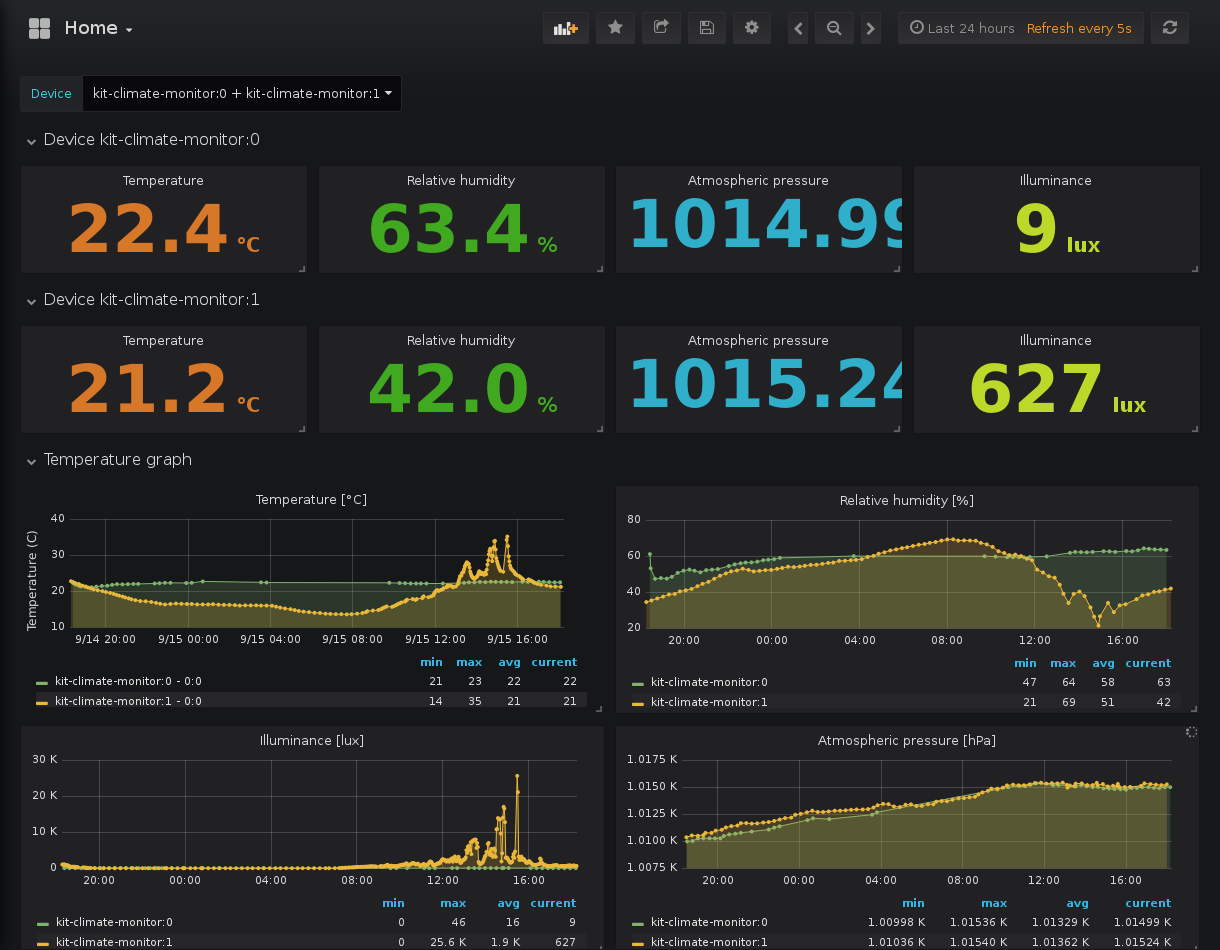 Home
Last 24 hours Refresh every 5s
Device kit-climate-monitor:0 + kit-climate-monitor:1
Device kit-climate-monitor:0
Temperature Relative humidity Atmospheric pressure Illuminance
22.4 °C 63.4 % 1014.99 9 lux
Device kit-climate-monitor:1
Temperature Relative humidity Atmospheric pressure Illuminance
21.2 °C 42.0 % 1015.24 627 lux
Temperature graph
Temperature [°C]
Temperature (C)
40
30
20
10
9/14 20:00 9/15 00:00 9/15 04:00 9/15 08:00 9/15 12:00 9/15 16:00
min max avg current
kit-climate-monitor:0 - 0:0 21 23 22 22
kit-climate-monitor:1 - 0:0 14 35 21 21
Relative humidity [%]
80
60
40
20
20:00 00:00 04:00 08:00 12:00 16:00
min max avg current
kit-climate-monitor:0 47 64 58 63
kit-climate-monitor:1 21 69 51 42
Illuminance [lux]
30 K
20 K
10 K
0
20:00 00:00 04:00 08:00 12:00 16:00
min max avg current
kit-climate-monitor:0 0 46 16 9
kit-climate-monitor:1 0 25.6 K 1.9 K 627
Atmospheric pressure [hPa]
1.0175 K
1.0150 K
1.0125 K
1.0100 K
1.0075 K
20:00 00:00 04:00 08:00 12:00 16:00
min max avg current
kit-climate-monitor:0 1.00998 K 1.01536 K 1.01329 K 1.01499 K
kit-climate-monitor:1 1.01036 K 1.01540 K 1.01362 K 1.01524 K